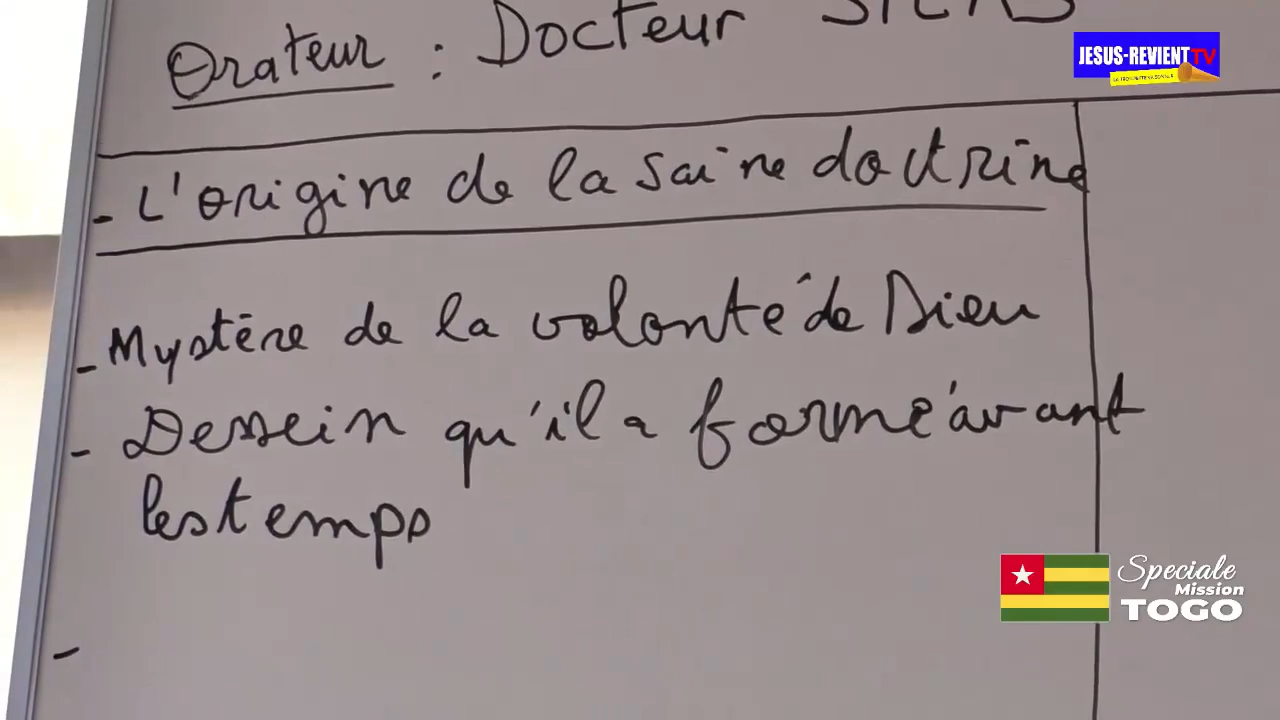 Orateur : Docteur SILAS
JESUS-REVIENT TV
- L'origine de la saine doctrine
- Mystère de la volonté de Dieu
- Dessein qu'il a formé avant
les temps
-
Speciale
Mission
TOGO